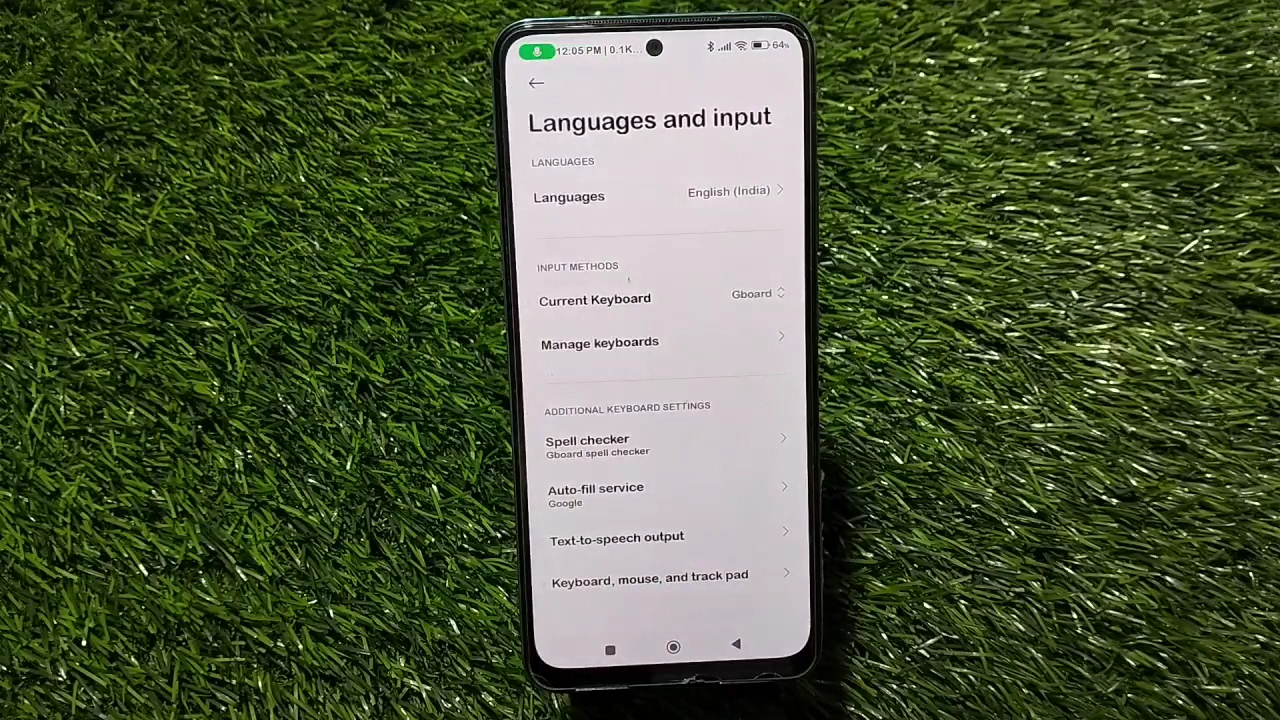 12:05 PM | 0.1K... 64%
Languages and input
LANGUAGES
Languages English (India)
INPUT METHODS
Current Keyboard Gboard
Manage keyboards
ADDITIONAL KEYBOARD SETTINGS
Spell checker
Gboard spell checker
Auto-fill service
Google
Text-to-speech output
Keyboard, mouse, and track pad